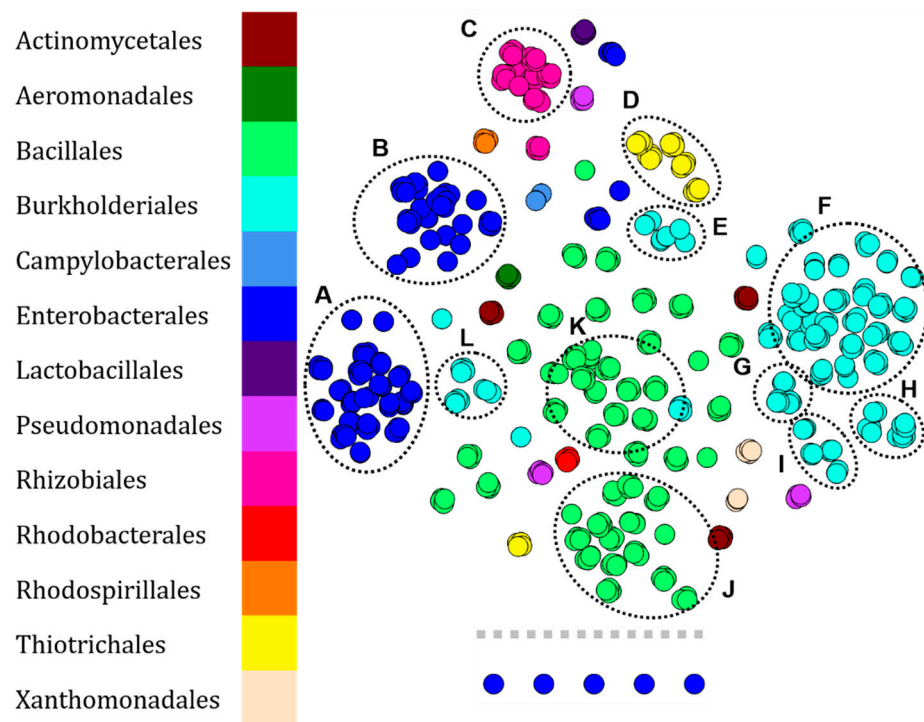 Actinomycetales
Aeromonadales
Bacillales
Burkholderiales
Campylobacterales
Enterobacterales
Lactobacillales
Pseudomonadales
Rhizobiales
Rhodobacterales
Rhodospirillales
Thiotrichales
Xanthomonadales
C
D
B
E
F
A
K
L
G
H
I
J